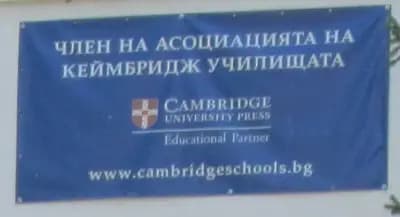 ЧЛЕН НА АСОЦИАЦИЯТА НА
КЕЙМБРИДЖ УЧИЛИЩАТА
CAMBRIDGE
UNIVERSITY PRESS
Educational Partner
www.cambridgeschools.bg